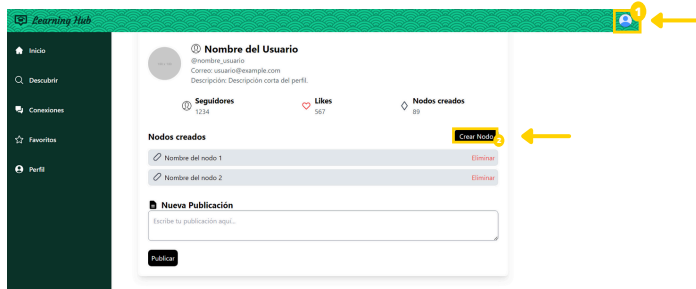 Learning Hub
1
Inicio
Descubrir
Conexiones
Favoritos
Perfil
Nombre del Usuario
@nombre_usuario
Correo: usuario@example.com
Descripción: Descripción corta del perfil.
Seguidores
1234
Likes
567
Nodos creados
89
Nodos creados
Crear Nodo
2
Nombre del nodo 1
Eliminar
Nombre del nodo 2
Eliminar
Nueva Publicación
Escribe tu publicación aquí...
Publicar